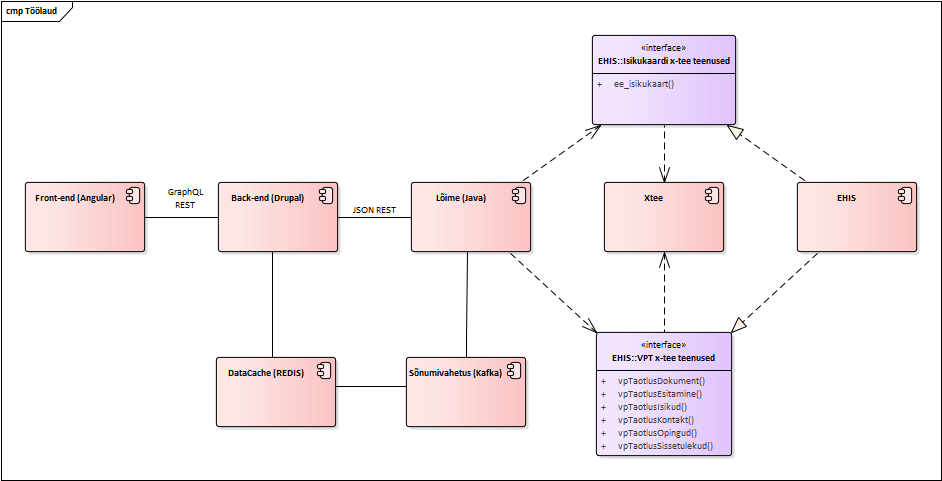 cmp Töölaud
«interface»
EHIS::Isikukaardi x-tee teenused
+ ee_isikukaart()
Front-end (Angular)
GraphQL
REST
Back-end (Drupal)
JSON REST
Lõime (Java)
Xtee
EHIS
DataCache (REDIS)
Sõnumivahetus (Kafka)
«interface»
EHIS::VPT x-tee teenused
+ vpTaotlusDokument()
+ vpTaotlusEsitamine()
+ vpTaotlusIsikud()
+ vpTaotlusKontakt()
+ vpTaotlusOpingud()
+ vpTaotlusSissetulekud()